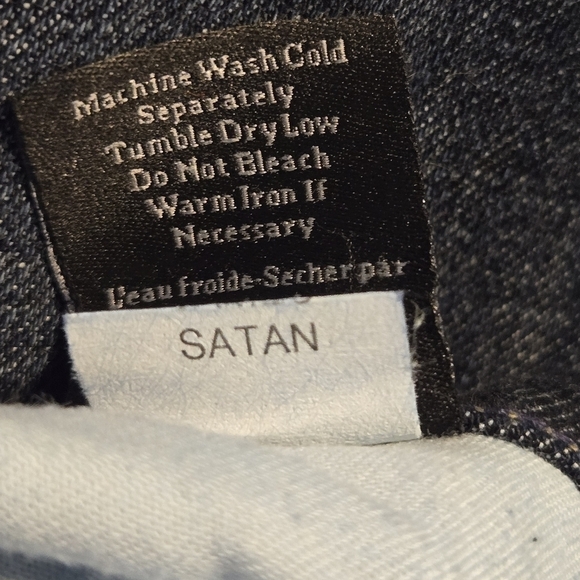 Machine Wash Cold
Separately
Tumble Dry Low
Do Not Bleach
Warm Iron If
Necessary
L'eau froide-Secher par
SATAN